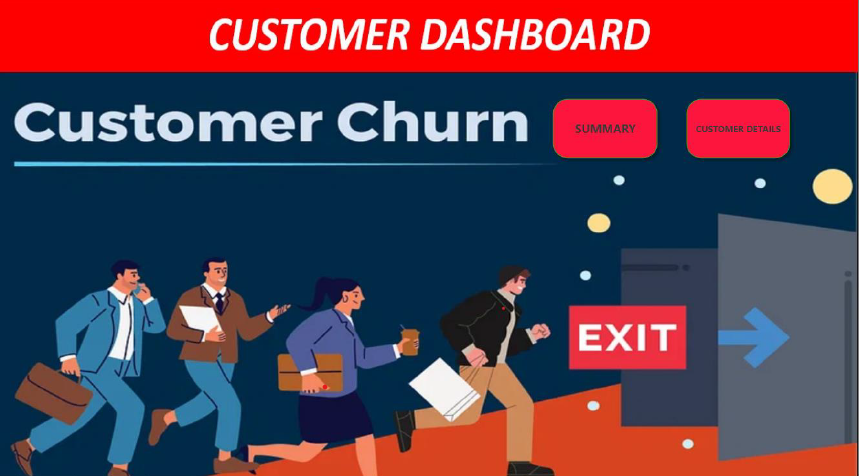 CUSTOMER DASHBOARD
Customer Churn
SUMMARY
CUSTOMER DETAILS
EXIT